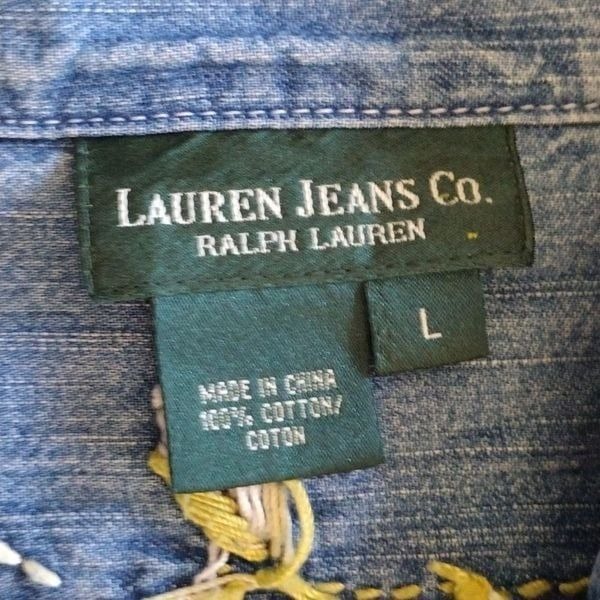 LAUREN JEANS CO.
RALPH LAUREN
L
MADE IN CHINA
100% COTTON/
COTON